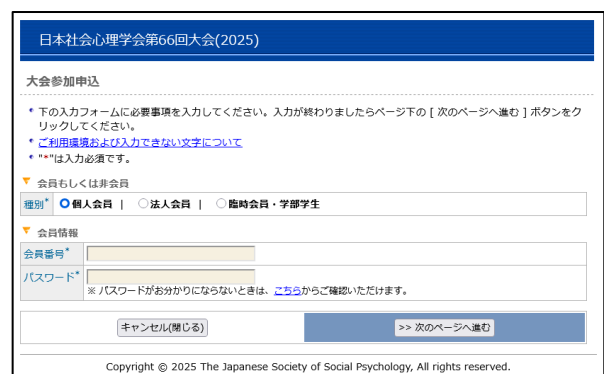 日本社会心理学会第66回大会(2025)
大会参加申込
下の入力フォームに必要事項を入力してください。入力が終わりましたらページ下の [ 次のページへ進む ] ボタンをク
リックしてください。
ご利用環境および入力できない文字について
"*"は入力必須です。
会員もしくは非会員
種別* 個人会員 | 法人会員 | 臨時会員・学部学生
会員情報
会員番号*
パスワード*
※ パスワードがお分かりにならないときは、こちらからご確認いただけます。
キャンセル(閉じる) >> 次のページへ進む
Copyright © 2025 The Japanese Society of Social Psychology, All rights reserved.